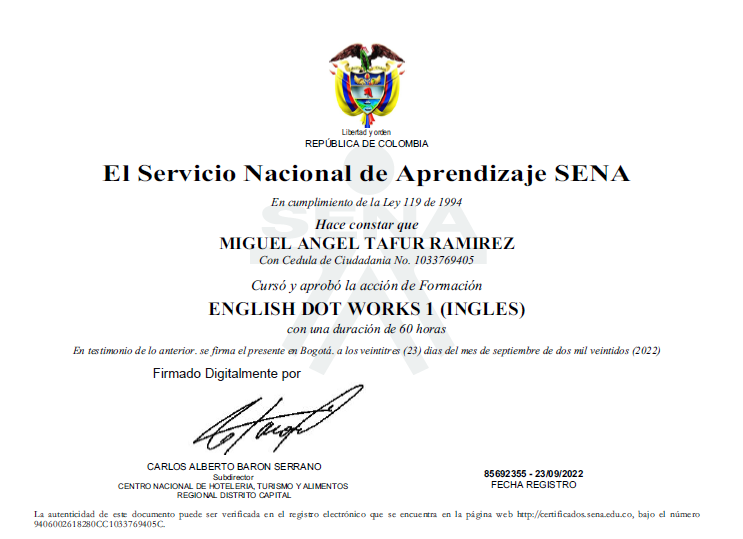 Libertad y orden
REPÚBLICA DE COLOMBIA
El Servicio Nacional de Aprendizaje SENA
En cumplimiento de la Ley 119 de 1994
SENA
Hace constar que
MIGUEL ANGEL TAFUR RAMIREZ
Con Cedula de Ciudadania No. 1033769405
Cursó y aprobó la acción de Formación
ENGLISH DOT WORKS 1 (INGLES)
con una duración de 60 horas
En testimonio de lo anterior. se firma el presente en Bogotá. a los veintitres (23) dias del mes de septiembre de dos mil veintidos (2022)
Firmado Digitalmente por
CARLOS ALBERTO BARON SERRANO
Subdirector
CENTRO NACIONAL DE HOTELERIA, TURISMO Y ALIMENTOS
REGIONAL DISTRITO CAPITAL
85692355 - 23/09/2022
FECHA REGISTRO
La autenticidad de este documento puede ser verificada en el registro electrónico que se encuentra en la página web http://certificados.sena.edu.co, bajo el número
9406002618280CC1033769405C.